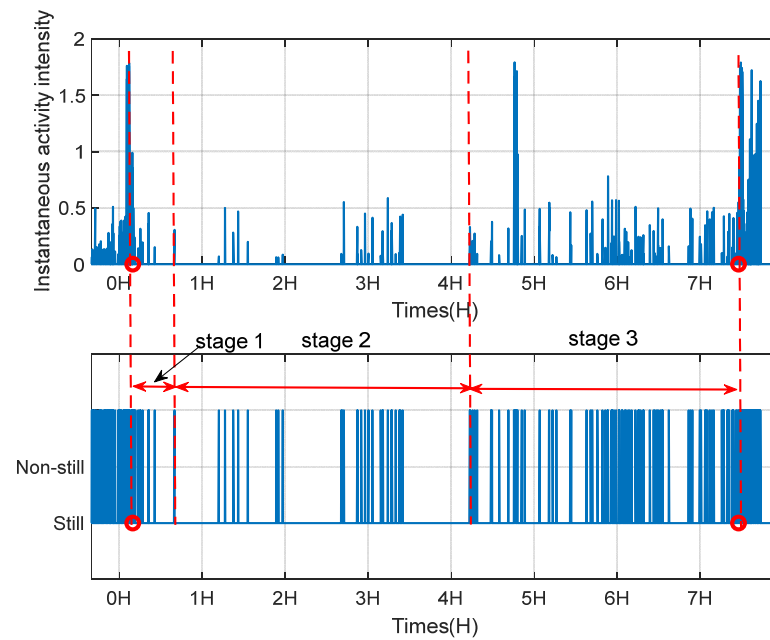 Instantaneous activity intensity
2
1.5
1
0.5
0
0H 1H 2H 3H 4H 5H 6H 7H
Times(H)
stage 1 stage 2 stage 3
Non-still
Still
0H 1H 2H 3H 4H 5H 6H 7H
Times(H)